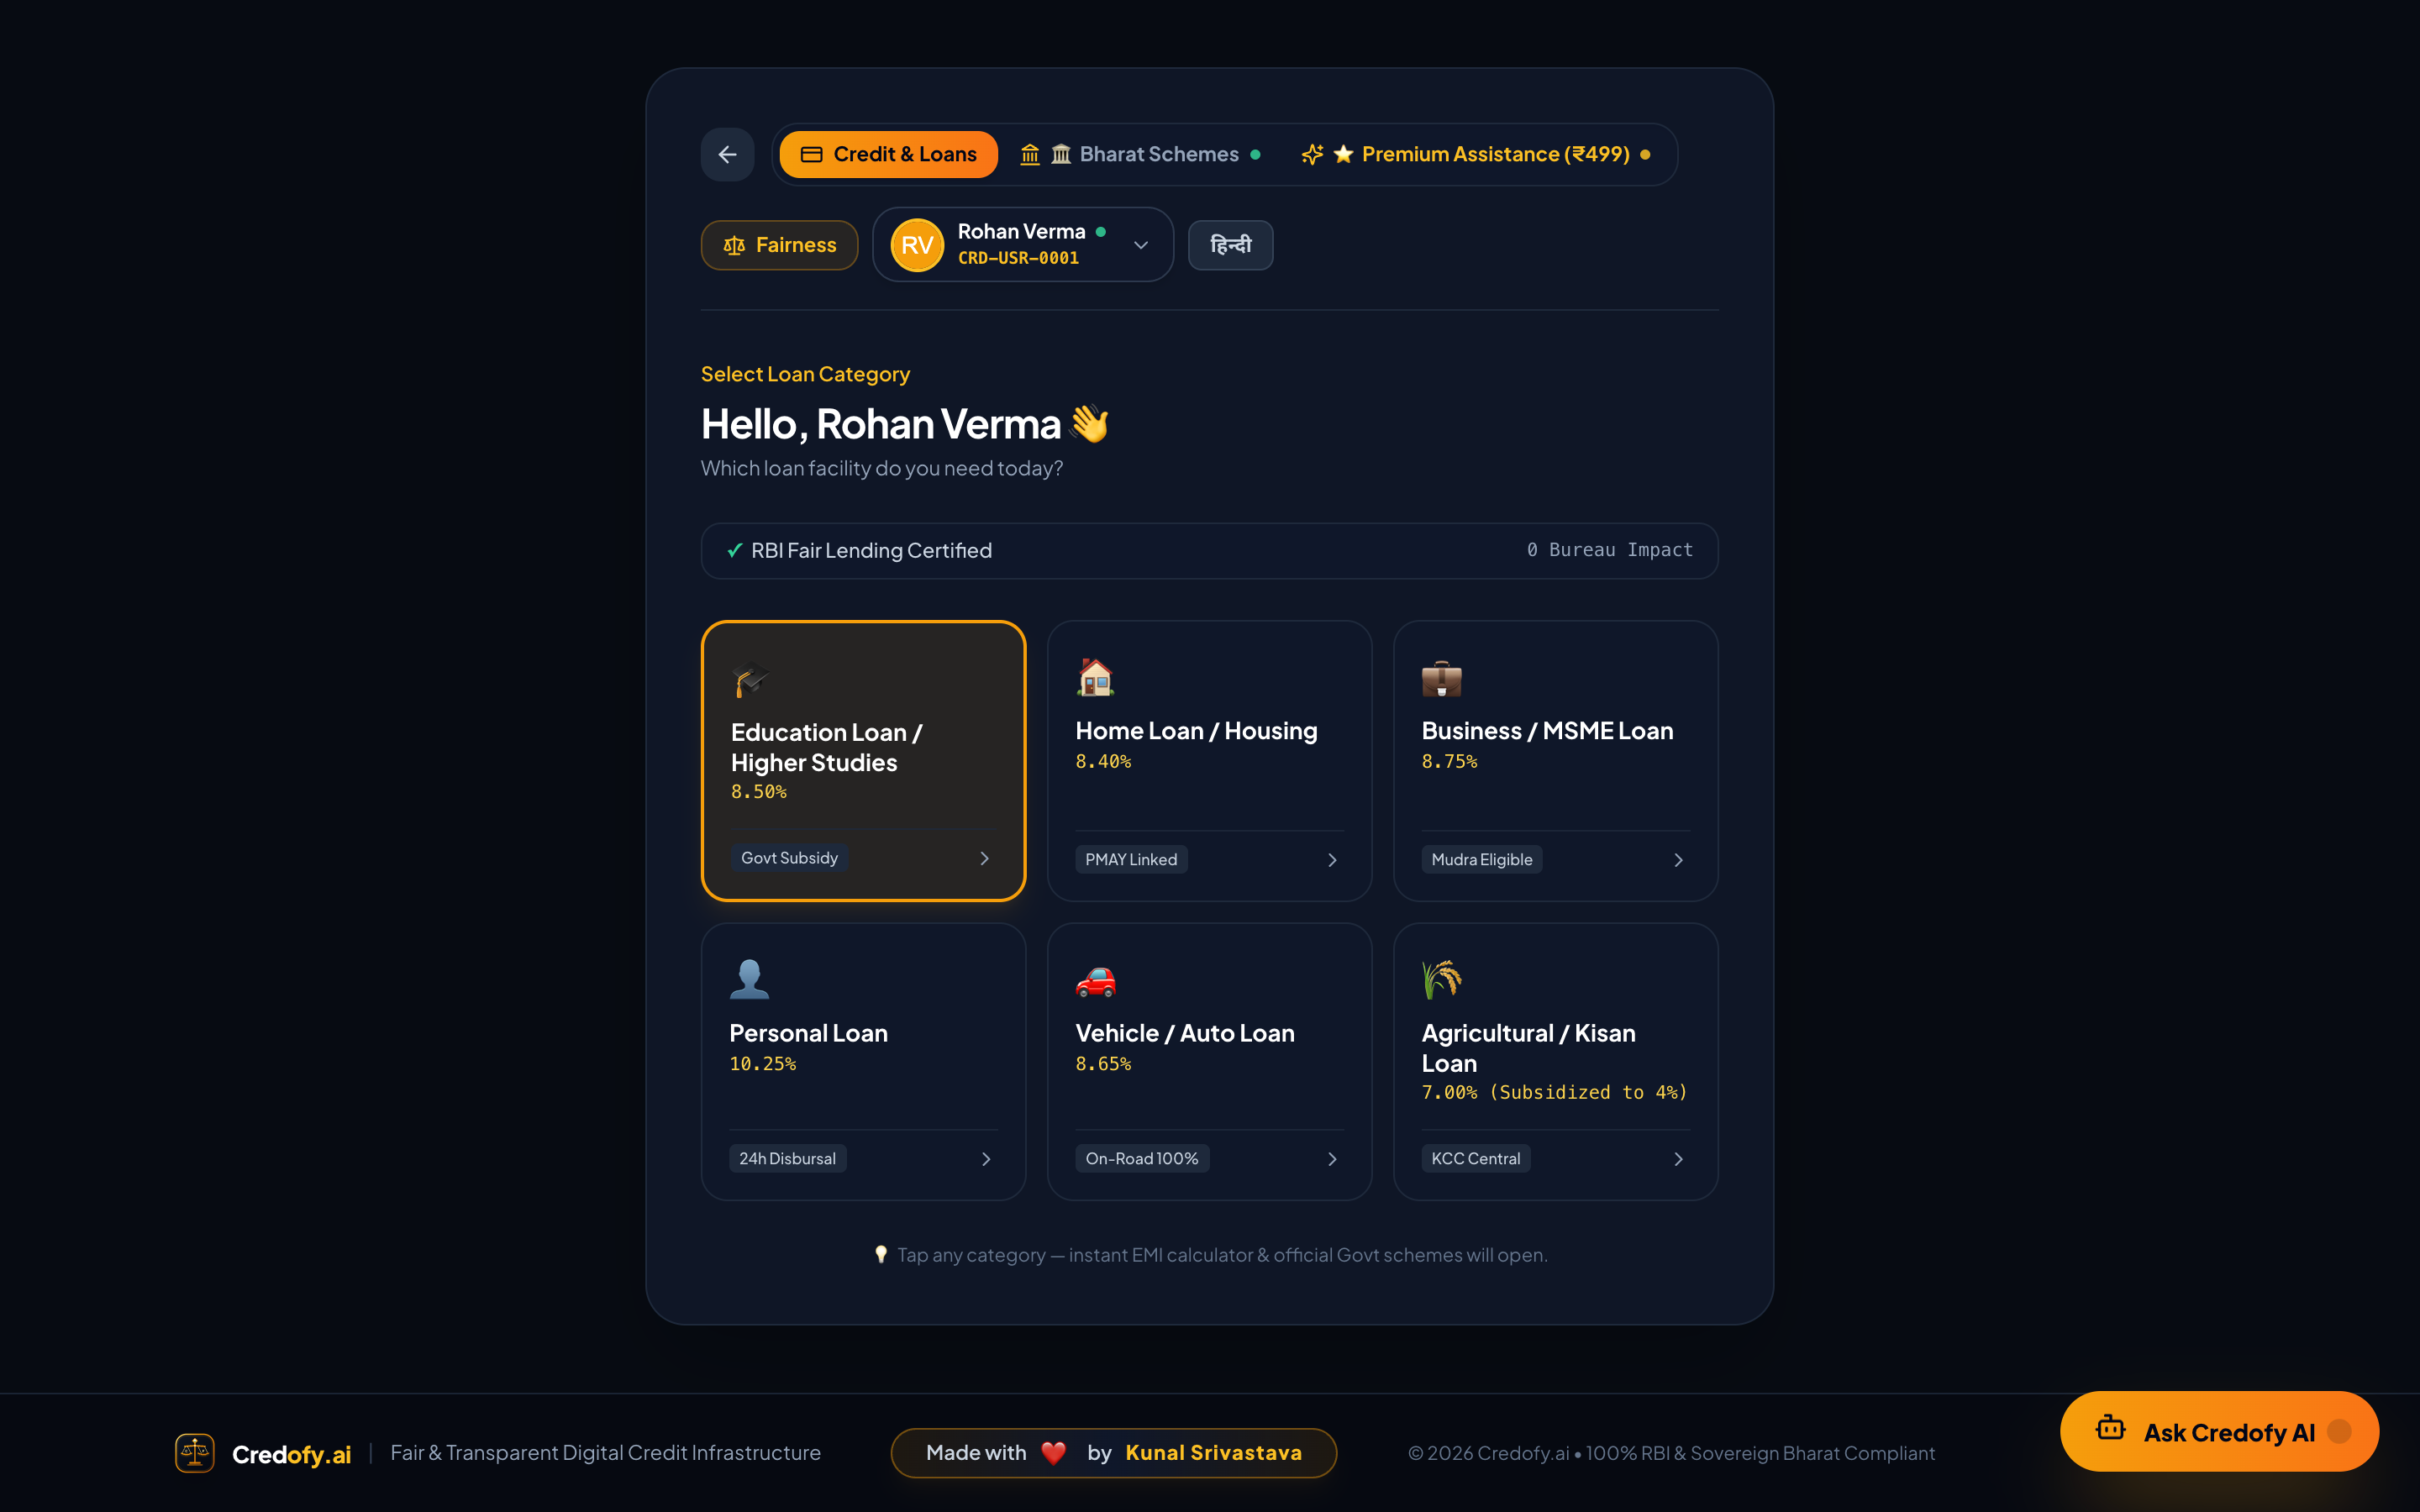 Credit & Loans
🏛️ Bharat Schemes
⭐ Premium Assistance (₹499)
Fairness
RV
Rohan Verma
CRD-USR-0001
हिन्दी
Select Loan Category
Hello, Rohan Verma 👋
Which loan facility do you need today?
✓ RBI Fair Lending Certified
0 Bureau Impact
Education Loan /
Higher Studies
8.50%
Govt Subsidy
Home Loan / Housing
8.40%
PMAY Linked
Business / MSME Loan
8.75%
Mudra Eligible
Personal Loan
10.25%
24h Disbursal
Vehicle / Auto Loan
8.65%
On-Road 100%
Agricultural / Kisan
Loan
7.00% (Subsidized to 4%)
KCC Central
💡 Tap any category — instant EMI calculator & official Govt schemes will open.
Credofy.ai
Fair & Transparent Digital Credit Infrastructure
Made with ❤️ by Kunal Srivastava
© 2026 Credofy.ai • 100% RBI & Sovereign Bharat Compliant
Ask Credofy AI